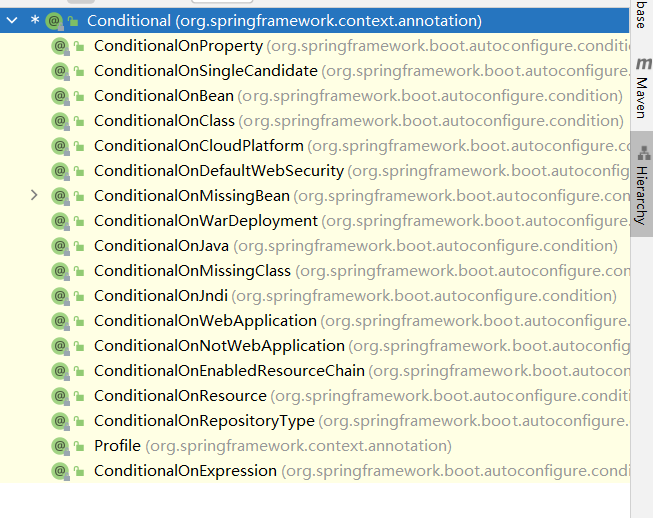 * Conditional (org.springframework.context.annotation)
ConditionalOnProperty (org.springframework.boot.autoconfigure.conditio
ConditionalOnSingleCandidate (org.springframework.boot.autoconfigure.
ConditionalOnBean (org.springframework.boot.autoconfigure.condition)
ConditionalOnClass (org.springframework.boot.autoconfigure.condition)
ConditionalOnCloudPlatform (org.springframework.boot.autoconfigure.co
ConditionalOnDefaultWebSecurity (org.springframework.boot.autoconfig
ConditionalOnMissingBean (org.springframework.boot.autoconfigure.con
ConditionalOnWarDeployment (org.springframework.boot.autoconfigure.
ConditionalOnJava (org.springframework.boot.autoconfigure.condition)
ConditionalOnMissingClass (org.springframework.boot.autoconfigure.con
ConditionalOnJndi (org.springframework.boot.autoconfigure.condition)
ConditionalOnWebApplication (org.springframework.boot.autoconfigure.
ConditionalOnNotWebApplication (org.springframework.boot.autoconfig
ConditionalOnEnabledResourceChain (org.springframework.boot.autocon
ConditionalOnResource (org.springframework.boot.autoconfigure.conditi
ConditionalOnRepositoryType (org.springframework.boot.autoconfigure.
Profile (org.springframework.context.annotation)
ConditionalOnExpression (org.springframework.boot.autoconfigure.condi
base
m Maven
Hierarchy